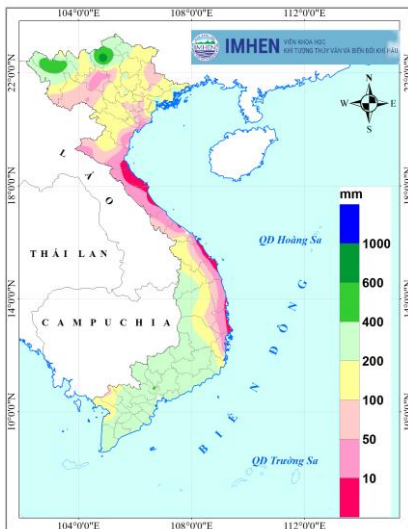 104°0'0"E
108°0'0"E
112°0'0"E
IMHEN
VIỆN KHOA HỌC
KHÍ TƯỢNG THỦY VĂN VÀ BIẾN ĐỔI KHÍ HẬU
22°0'0"N
N
W
E
S
LÀO
18°0'0"N
mm
QĐ Hoàng Sa
THÁI LAN
1000
600
400
14°0'0"N
CAMPUCHIA
200
BIỂN ĐÔNG
100
10°0'0"N
50
QĐ Trường Sa
10
104°0'0"E
108°0'0"E
112°0'0"E